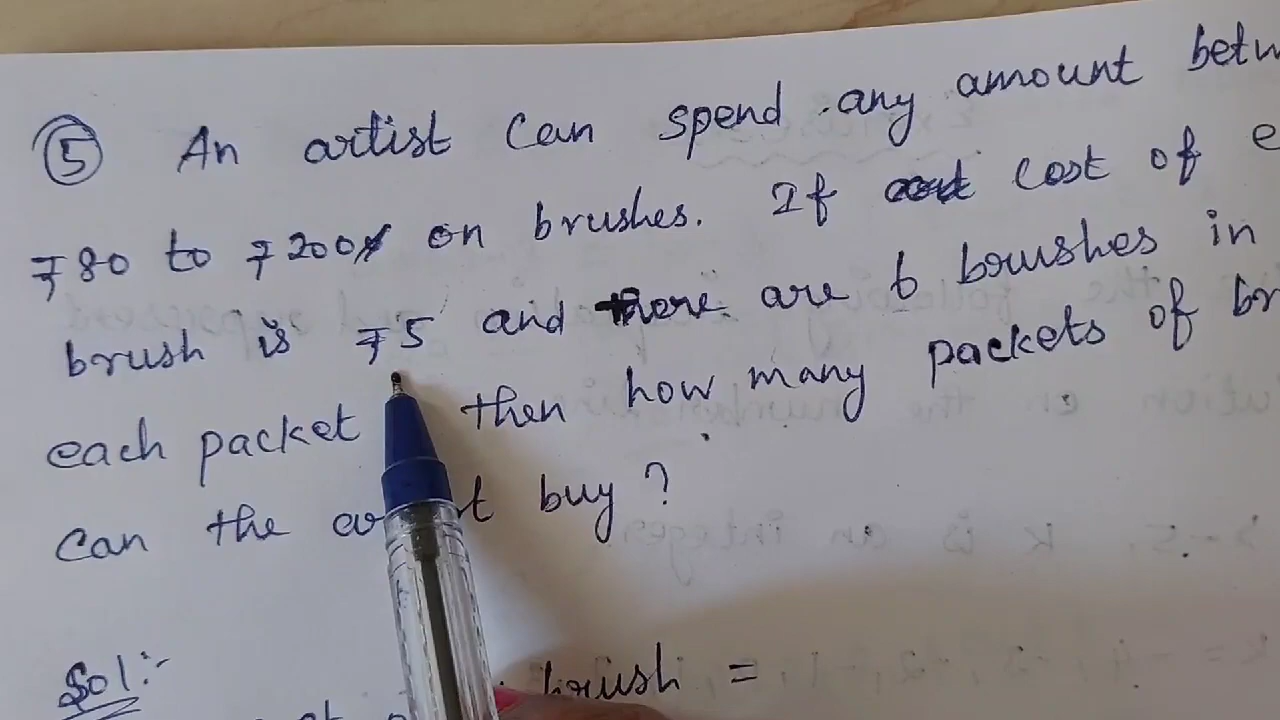 ⑤ An artist can spend any amount betw
₹80 to ₹200 on brushes. If cost of e
brush is ₹5 and there are 6 brushes in
each packet then how many packets of br
can the buy?
Sol:-
brush =